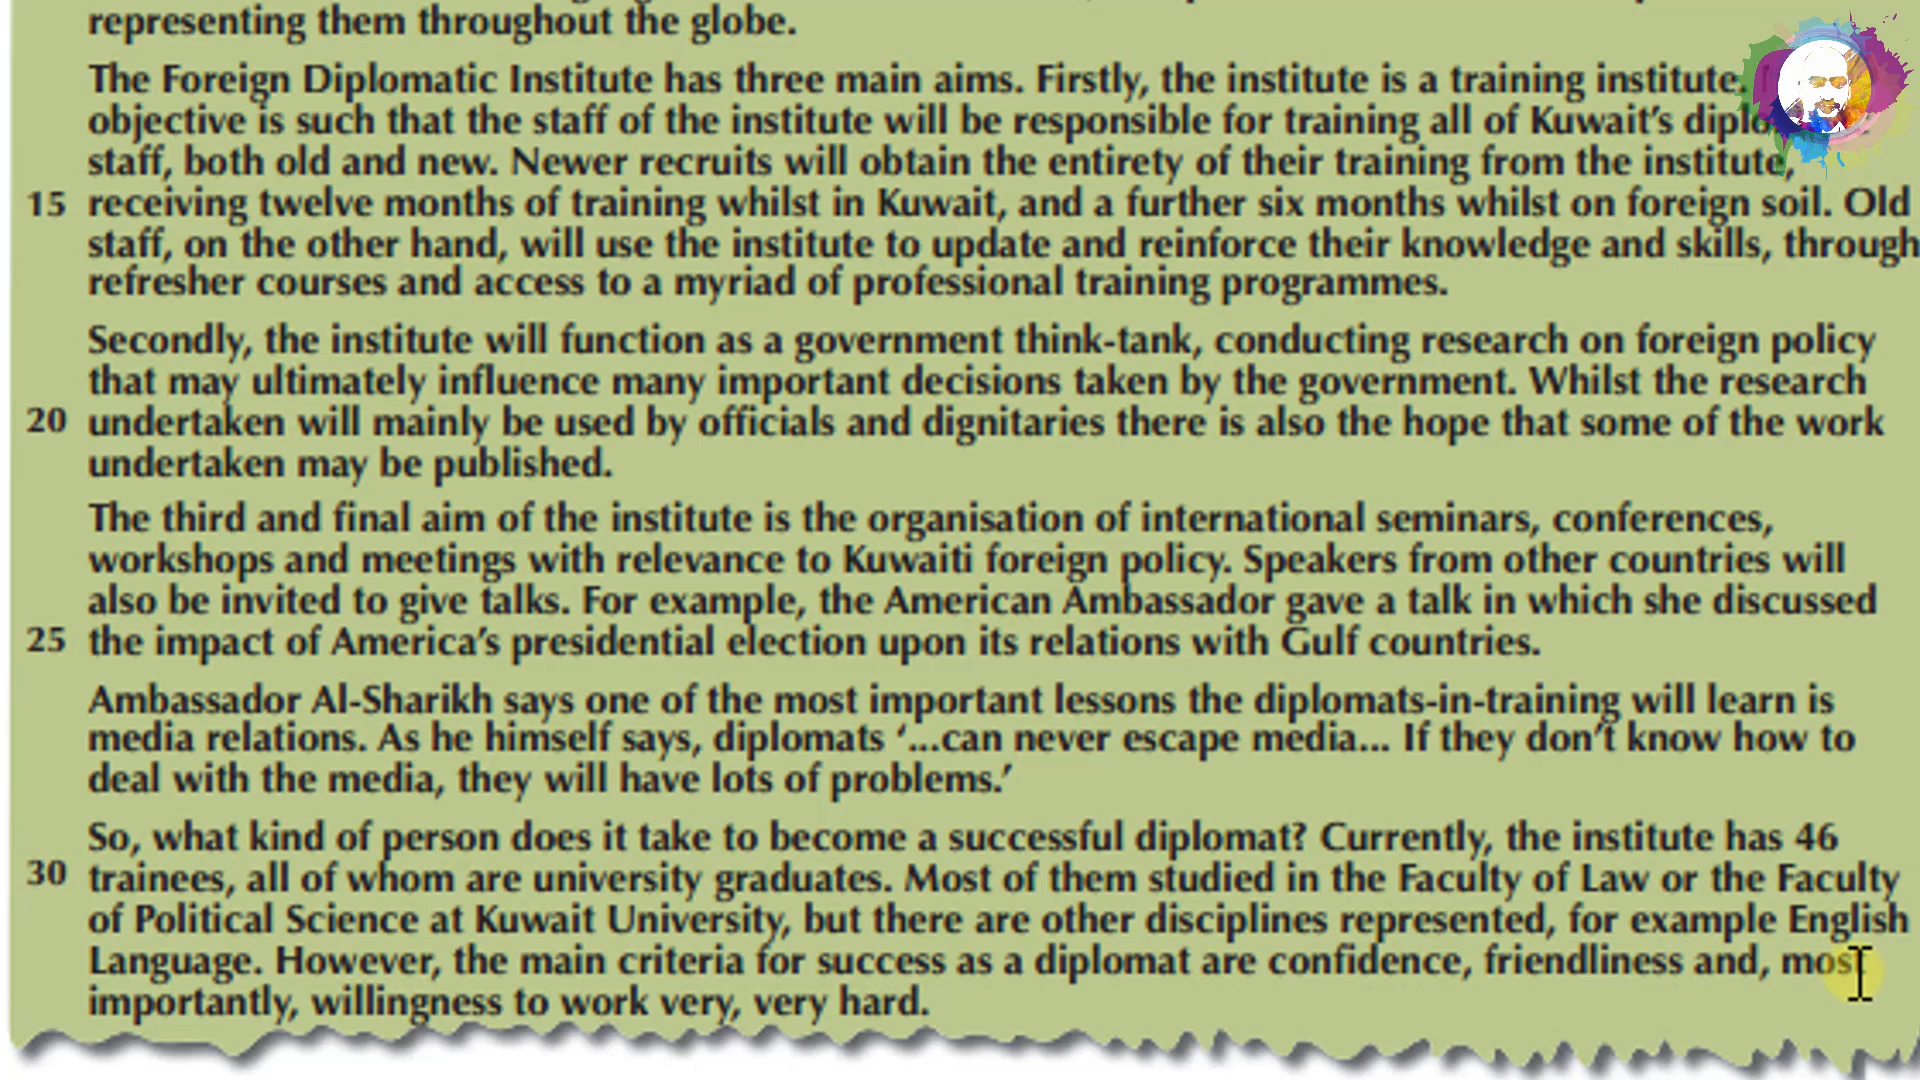 representing them throughout the globe.
The Foreign Diplomatic Institute has three main aims. Firstly, the institute is a training institute.
objective is such that the staff of the institute will be responsible for training all of Kuwait's
staff, both old and new. Newer recruits will obtain the entirety of their training from the institute,
15 receiving twelve months of training whilst in Kuwait, and a further six months whilst on foreign soil. Old
staff, on the other hand, will use the institute to update and reinforce their knowledge and skills, through
refresher courses and access to a myriad of professional training programmes.
Secondly, the institute will function as a government think-tank, conducting research on foreign policy
that may ultimately influence many important decisions taken by the government. Whilst the research
20 undertaken will mainly be used by officials and dignitaries there is also the hope that some of the work
undertaken may be published.
The third and final aim of the institute is the organisation of international seminars, conferences,
workshops and meetings with relevance to Kuwaiti foreign policy. Speakers from other countries will
also be invited to give talks. For example, the American Ambassador gave a talk in which she discussed
25 the impact of America's presidential election upon its relations with Gulf countries.
Ambassador Al-Sharikh says one of the most important lessons the diplomats-in-training will learn is
media relations. As he himself says, diplomats '...can never escape media... If they don't know how to
deal with the media, they will have lots of problems.'
So, what kind of person does it take to become a successful diplomat? Currently, the institute has 46
30 trainees, all of whom are university graduates. Most of them studied in the Faculty of Law or the Faculty
of Political Science at Kuwait University, but there are other disciplines represented, for example English
Language. However, the main criteria for success as a diplomat are confidence, friendliness and, most
importantly, willingness to work very, very hard.